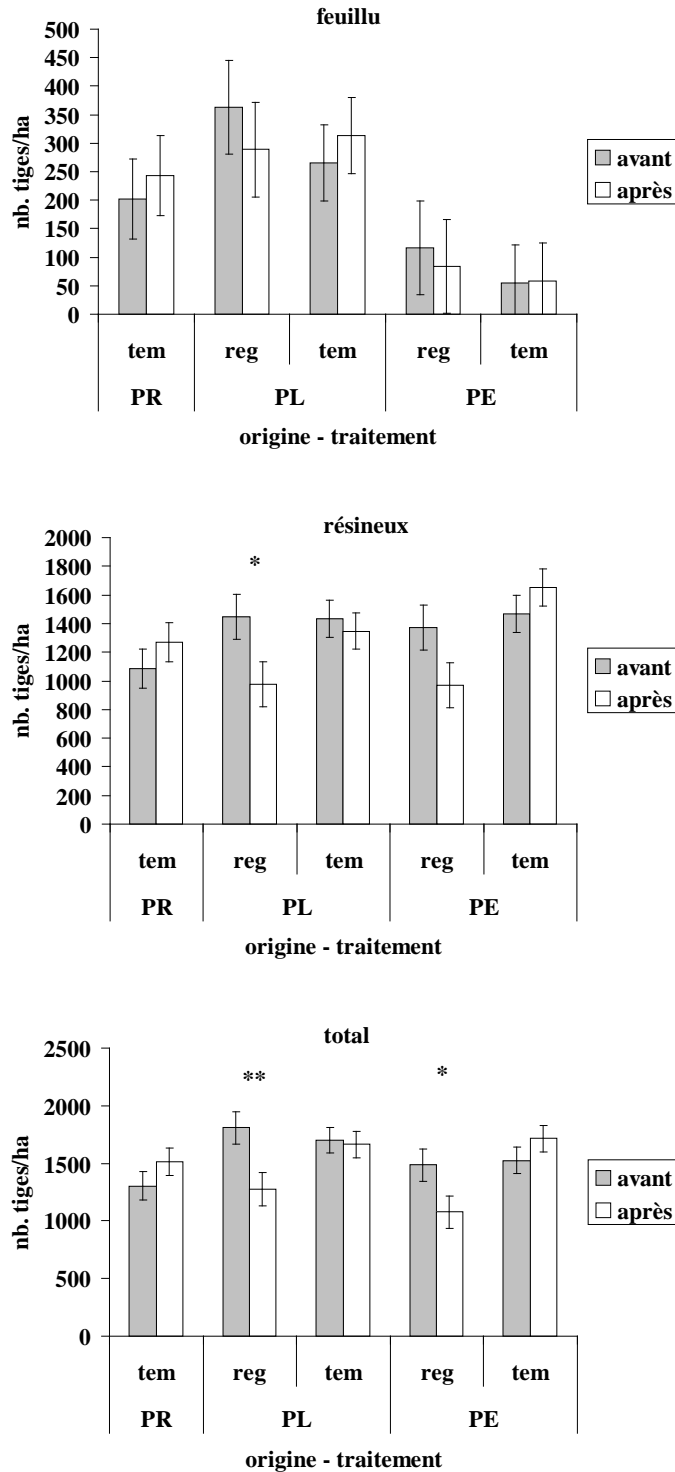 feuillu
500
450
400
350
300
250
200
150
100
50
0
nb. tiges/ha
avant
après
tem reg tem reg tem
PR PL PE
origine - traitement
résineux
2000
1800
1600
1400
1200
1000
800
600
400
200
0
nb. tiges/ha
*
avant
après
tem reg tem reg tem
PR PL PE
origine - traitement
total
2500
2000
1500
1000
500
0
nb. tiges/ha
** *
avant
après
tem reg tem reg tem
PR PL PE
origine - traitement